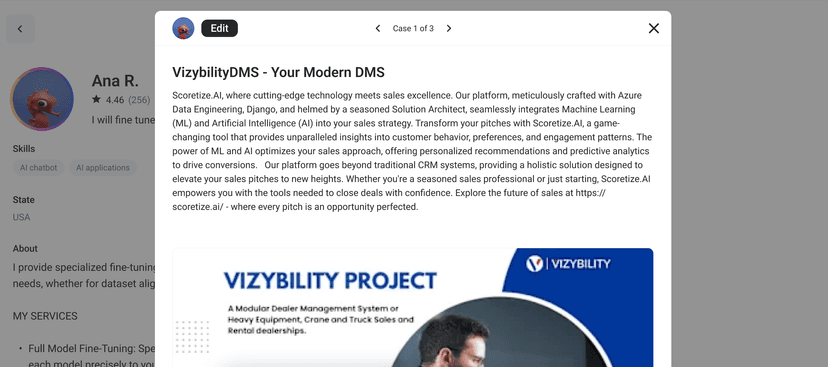 Edit
Case 1 of 3
VizybilityDMS - Your Modern DMS
Scoretize.AI, where cutting-edge technology meets sales excellence. Our platform, meticulously crafted with Azure
Data Engineering, Django, and helmed by a seasoned Solution Architect, seamlessly integrates Machine Learning
(ML) and Artificial Intelligence (AI) into your sales strategy. Transform your pitches with Scoretize.AI, a game-
changing tool that provides unparalleled insights into customer behavior, preferences, and engagement patterns. The
power of ML and AI optimizes your sales approach, offering personalized recommendations and predictive analytics
to drive conversions.   Our platform goes beyond traditional CRM systems, providing a holistic solution designed to
elevate your sales pitches to new heights. Whether you're a seasoned sales professional or just starting, Scoretize.AI
empowers you with the tools needed to close deals with confidence. Explore the future of sales at https://
scoretize.ai/ - where every pitch is an opportunity perfected.
VIZYBILITY
VIZYBILITY PROJECT
A Modular Dealer Management System or
Heavy Equipment, Crane and Truck Sales and
Rental dealerships.
Ana R.
4.46 (256)
I will fine tune
Skills
AI chatbot
AI applications
State
USA
About
I provide specialized fine-tuning
needs, whether for dataset alig
MY SERVICES
• Full Model Fine-Tuning: Spe
each model precisely to you